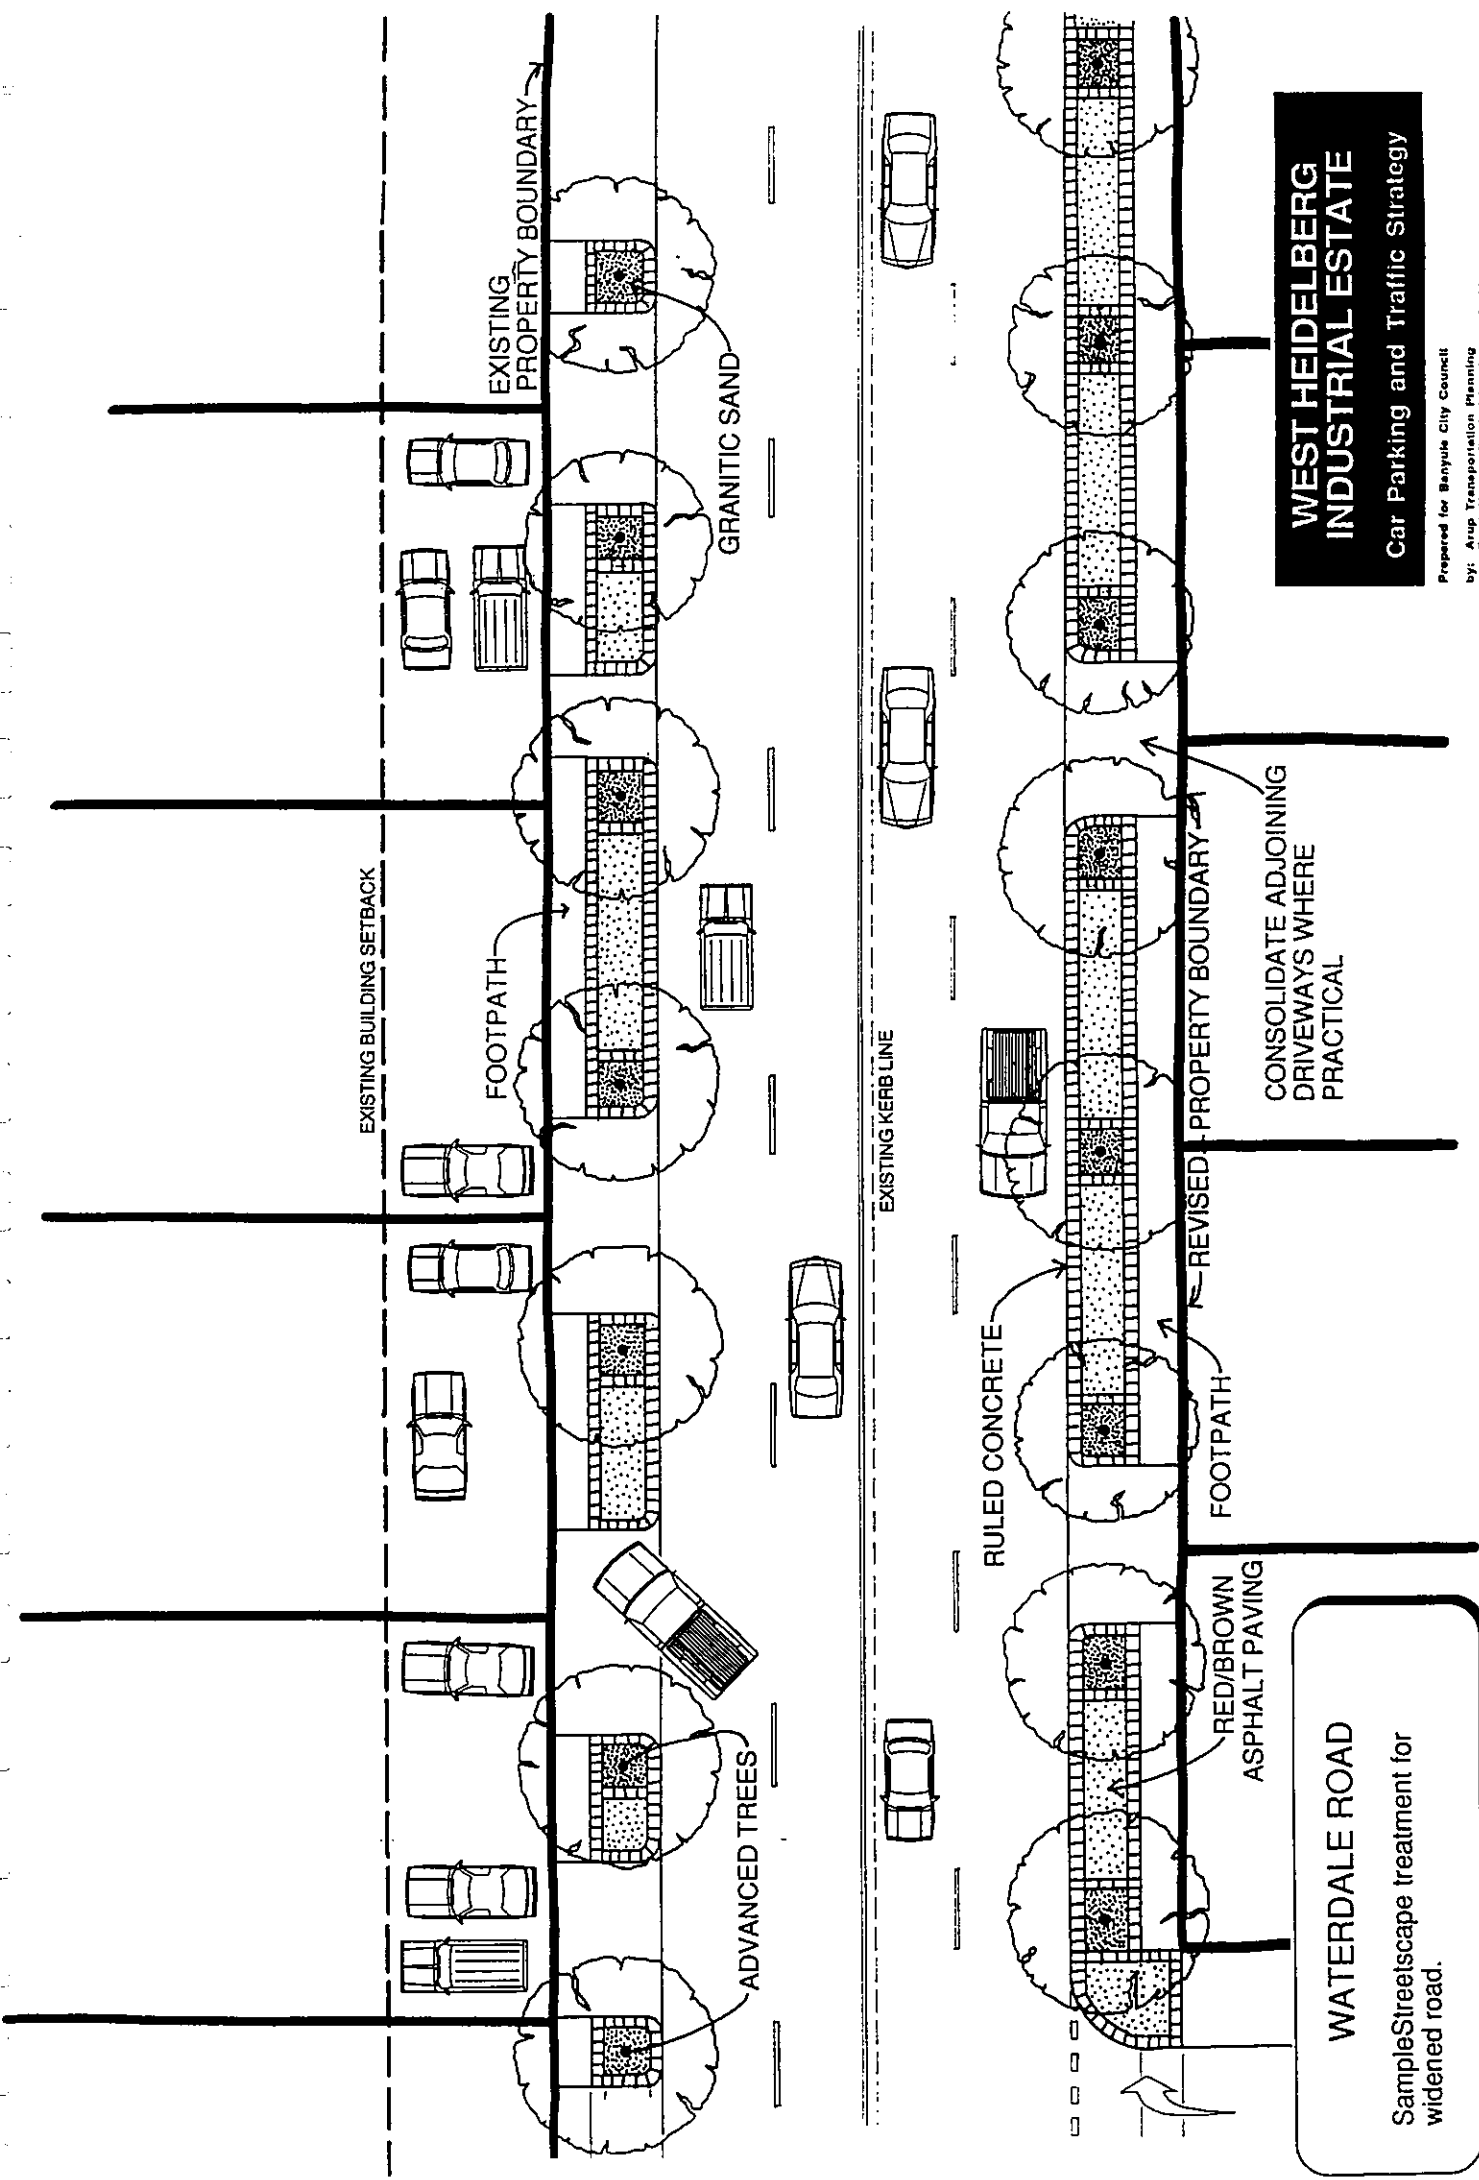 EXISTING BUILDING SETBACK
EXISTING
PROPERTY BOUNDARY
FOOTPATH
GRANITIC SAND
ADVANCED TREES
EXISTING KERB LINE
RULED CONCRETE
FOOTPATH
REVISED PROPERTY BOUNDARY
RED/BROWN
ASPHALT PAVING
CONSOLIDATE ADJOINING
DRIVEWAYS WHERE
PRACTICAL
WATERDALE ROAD
SampleStreetscape treatment for
widened road.
WEST HEIDELBERG
INDUSTRIAL ESTATE
Car Parking and Traffic Strategy
Prepared for Banyule City Council
by: Arup Transportation Planning